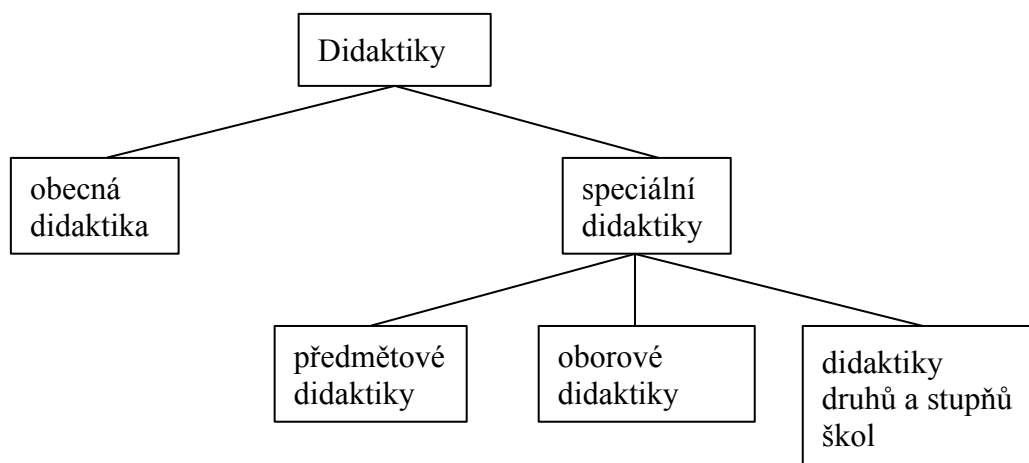 Didaktiky
obecná
didaktika
speciální
didaktiky
předmětové
didaktiky
oborové
didaktiky
didaktiky
druhů a stupňů
škol